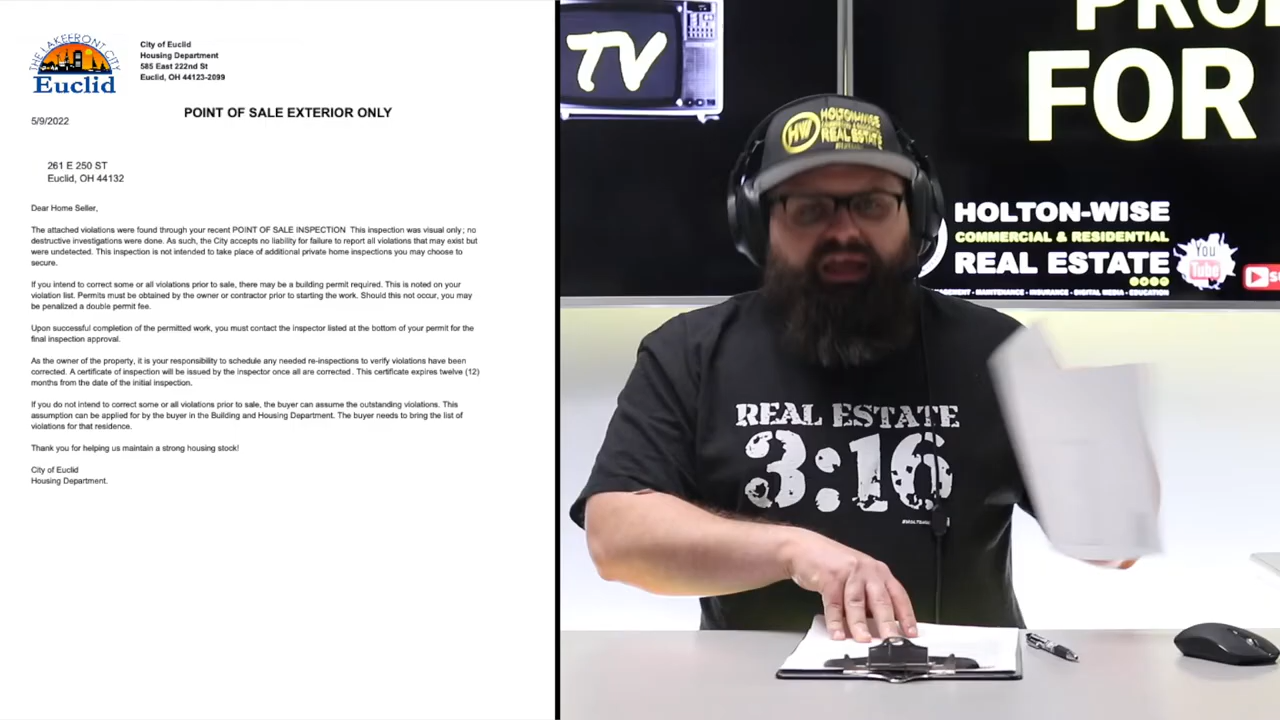 THE LAKEFRONT CITY
Euclid
City of Euclid
Housing Department
585 East 222nd St
Euclid, OH 44123-2099
POINT OF SALE EXTERIOR ONLY
5/9/2022
261 E 250 ST
Euclid, OH 44132
Dear Home Seller,
The attached violations were found through your recent POINT OF SALE INSPECTION This inspection was visual only; no
destructive investigations were done. As such, the City accepts no liability for failure to report all violations that may exist but
were undetected. This inspection is not intended to take place of additional private home inspections you may choose to
secure.
If you intend to correct some or all violations prior to sale, there may be a building permit required. This is noted on your
violation list. Permits must be obtained by the owner or contractor prior to starting the work. Should this not occur, you may
be penalized a double permit fee.
Upon successful completion of the permitted work, you must contact the inspector listed at the bottom of your permit for the
final inspection approval.
As the owner of the property, it is your responsibility to schedule any needed re-inspections to verify violations have been
corrected. A certificate of inspection will be issued by the inspector once all are corrected. This certificate expires twelve (12)
months from the date of the initial inspection.
If you do not intend to correct some or all violations prior to sale, the buyer can assume the outstanding violations. This
assumption can be applied for by the buyer in the Building and Housing Department. The buyer needs to bring the list of
violations for that residence.
Thank you for helping us maintain a strong housing stock!
City of Euclid
Housing Department.
TV
FOR
HOLTON-WISE
COMMERCIAL & RESIDENTIAL
REAL ESTATE
MAINTENANCE - INSURANCE - DIGITAL MEDIA - EDUCATION
You
Tube
HW
HOLTON-WISE
REAL ESTATE
REAL ESTATE
3:16